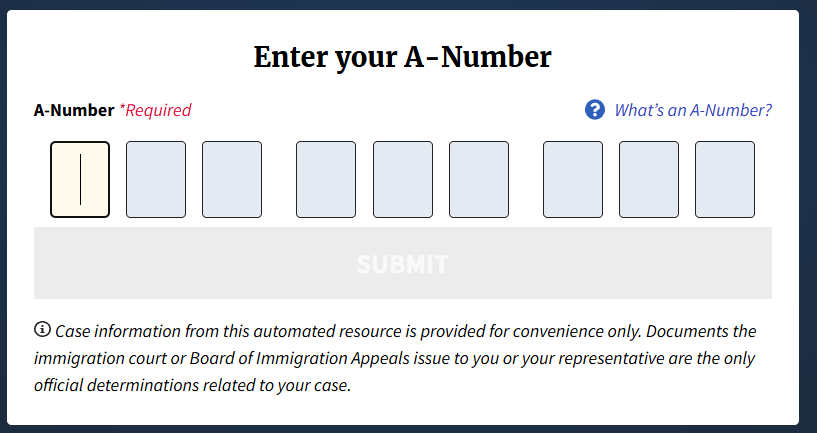 Enter your A-Number
A-Number *Required
? What's an A-Number?
SUBMIT
Case information from this automated resource is provided for convenience only. Documents the
immigration court or Board of Immigration Appeals issue to you or your representative are the only
official determinations related to your case.